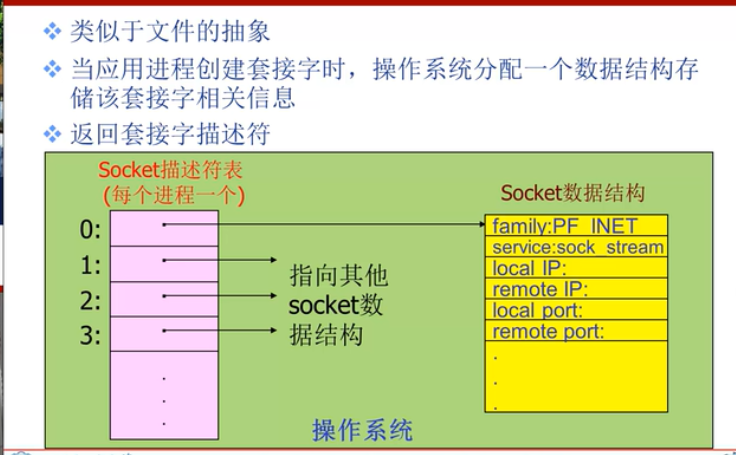 类似于文件的抽象
当应用进程创建套接字时，操作系统分配一个数据结构存
储该套接字相关信息
返回套接字描述符
Socket描述符表
(每个进程一个)
Socket数据结构
0:
1:
2:
3:
指向其他
socket数
据结构
family:PF_INET
service:sock_stream
local IP:
remote IP:
local port:
remote port:
操作系统